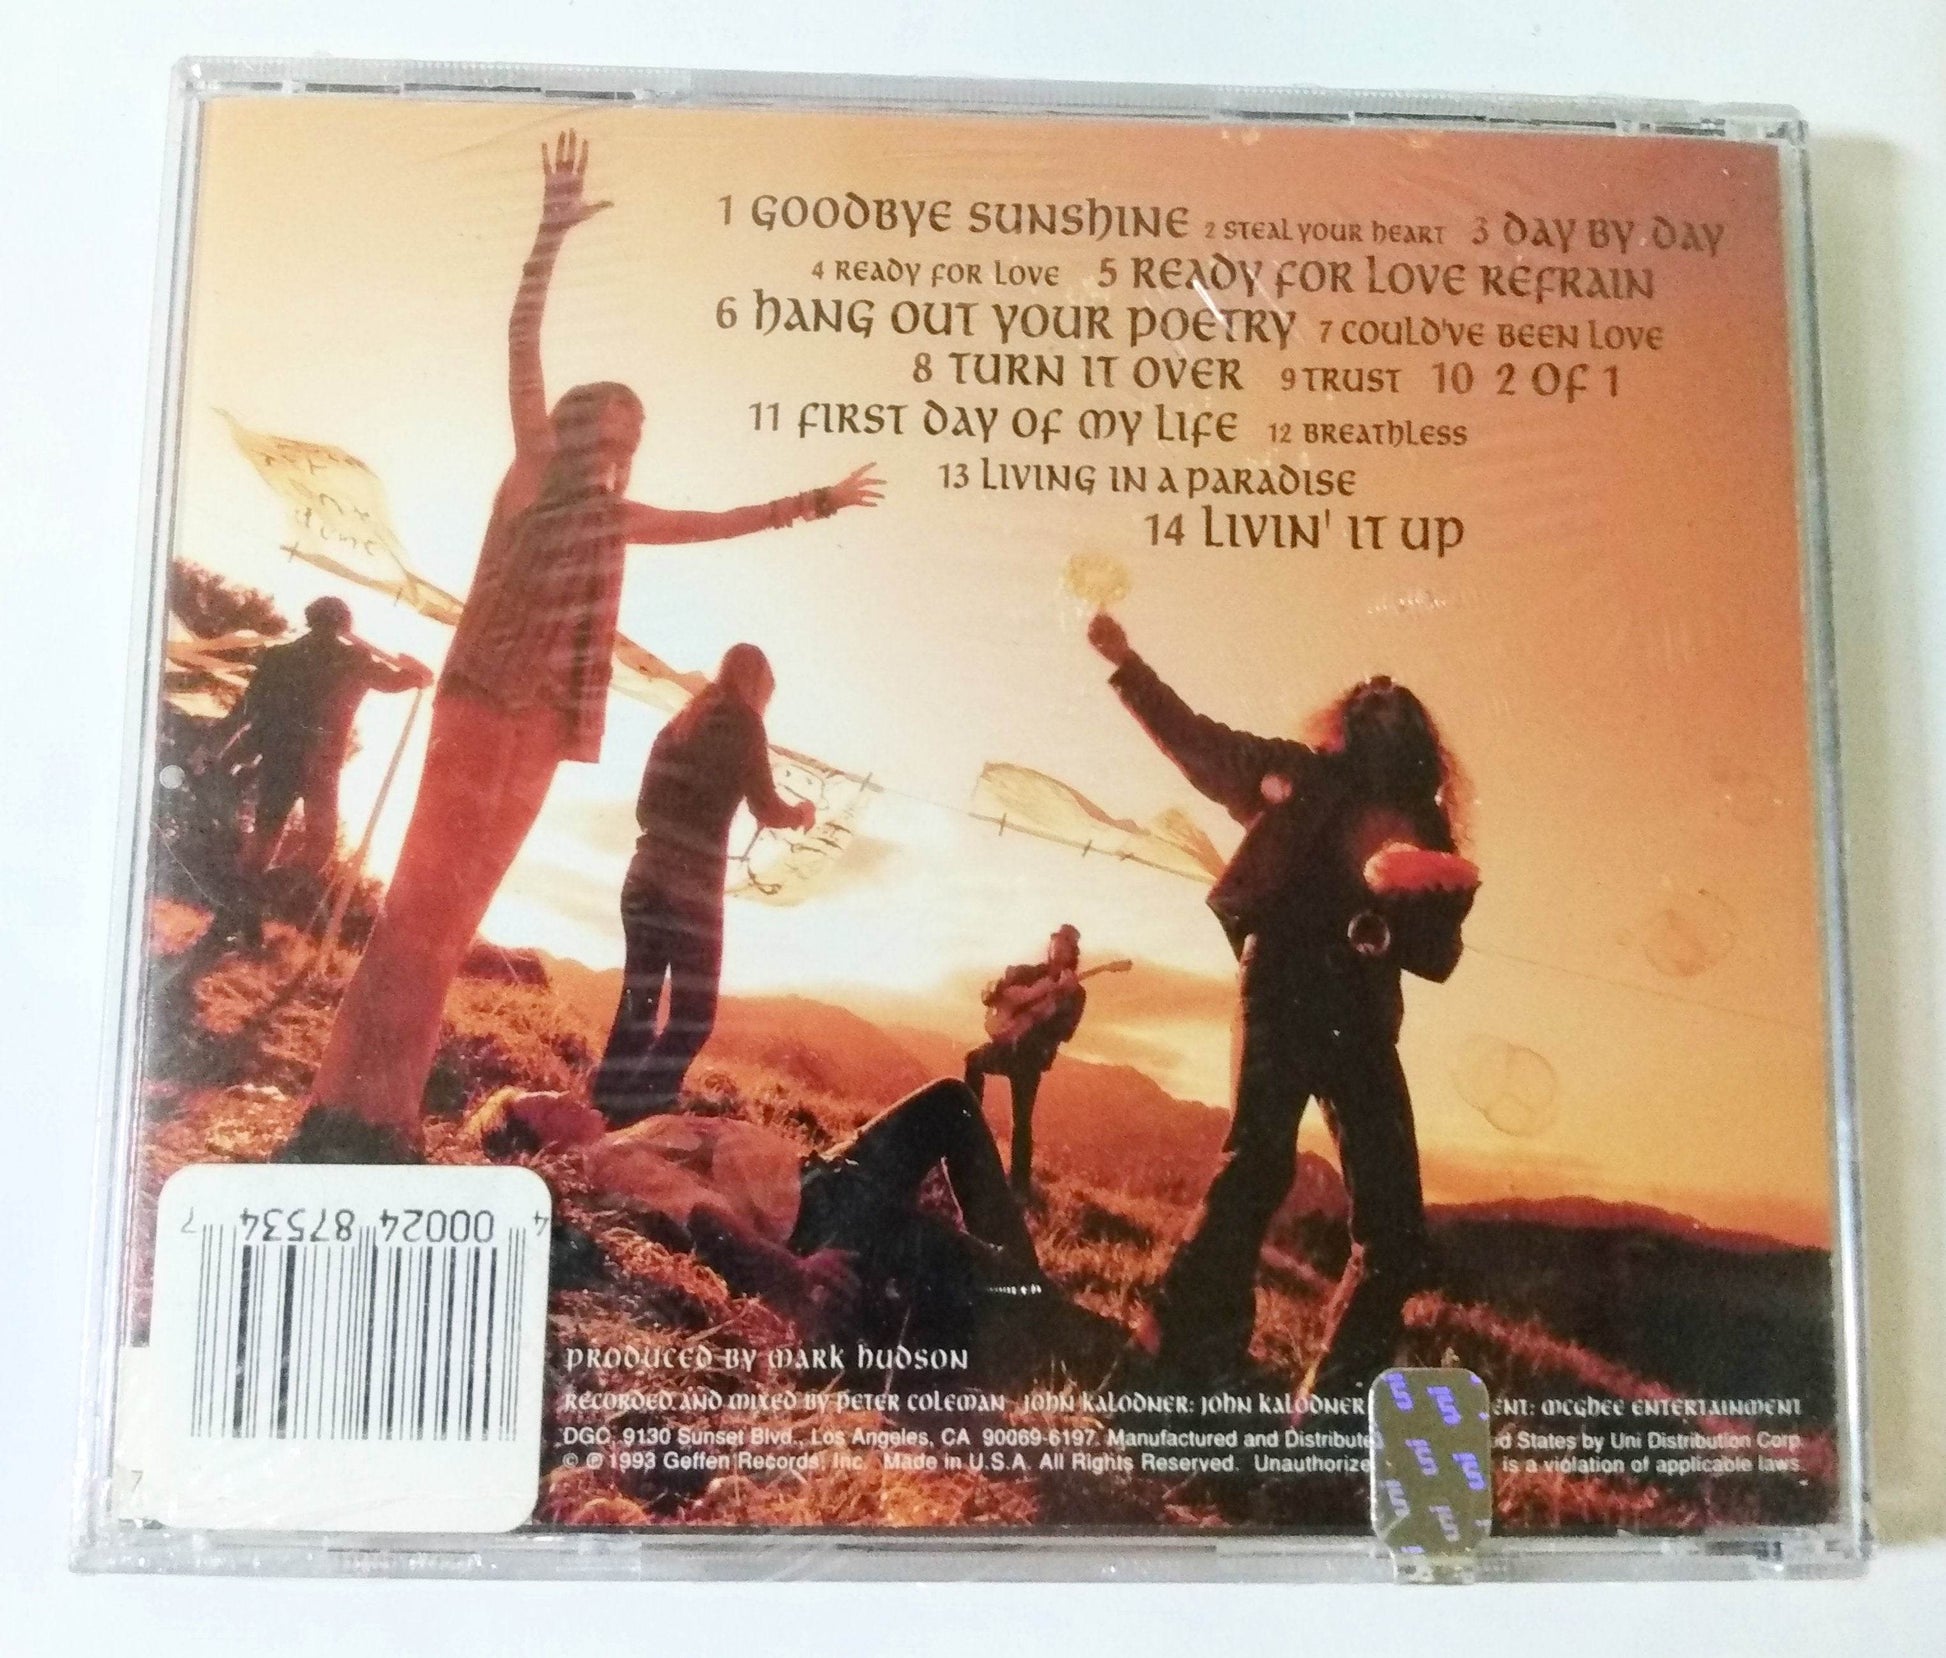 1 GOODBYE SUNSHINE 2 STEAL YOUR HEART 3 DAY BY DAY
4 READY FOR LOVE 5 READY FOR LOVE REFRAIN
6 HANG OUT YOUR POETRY 7 COULD'VE BEEN LOVE
8 TURN IT OVER 9 TRUST 10 2 OF 1
11 FIRST DAY OF MY LIFE 12 BREATHLESS
13 LIVING IN A PARADISE
14 LIVIN' IT UP
4 00024 87534 7
PRODUCED BY MARK HUDSON
RECORDED AND MIXED BY PETER COLEMAN JOHN KALODNER: JOHN KALODNER ENT: MCGHEE ENTERTAINMENT
DGC, 9130 Sunset Blvd., Los Angeles, CA 90069-6197. Manufactured and Distribute d States by Uni Distribution Corp.
© ℗ 1993 Geffen Records, Inc. Made in U.S.A. All Rights Reserved. Unauthorize is a violation of applicable laws.
7